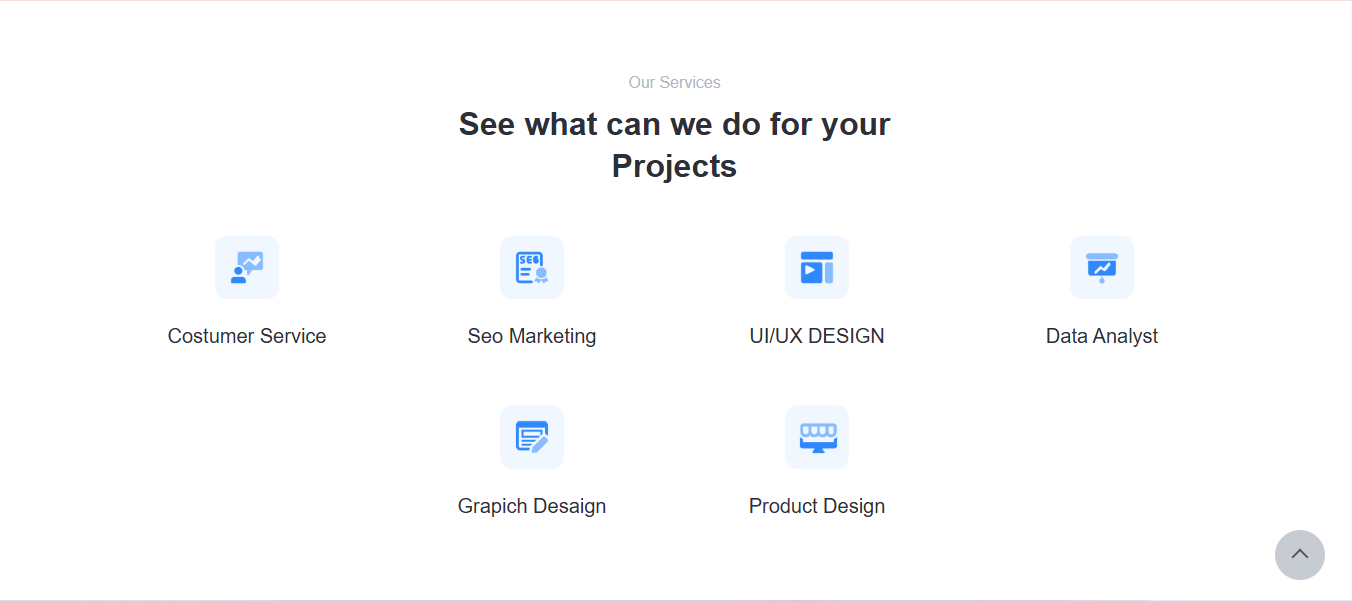 Our Services
See what can we do for your
Projects
SEO
Costumer Service
Seo Marketing
UI/UX DESIGN
Data Analyst
Grapich Desaign
Product Design